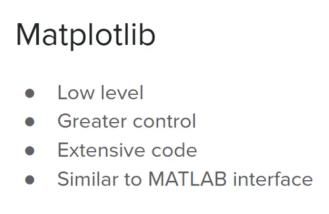 Matplotlib
● Low level
● Greater control
● Extensive code
● Similar to MATLAB interface